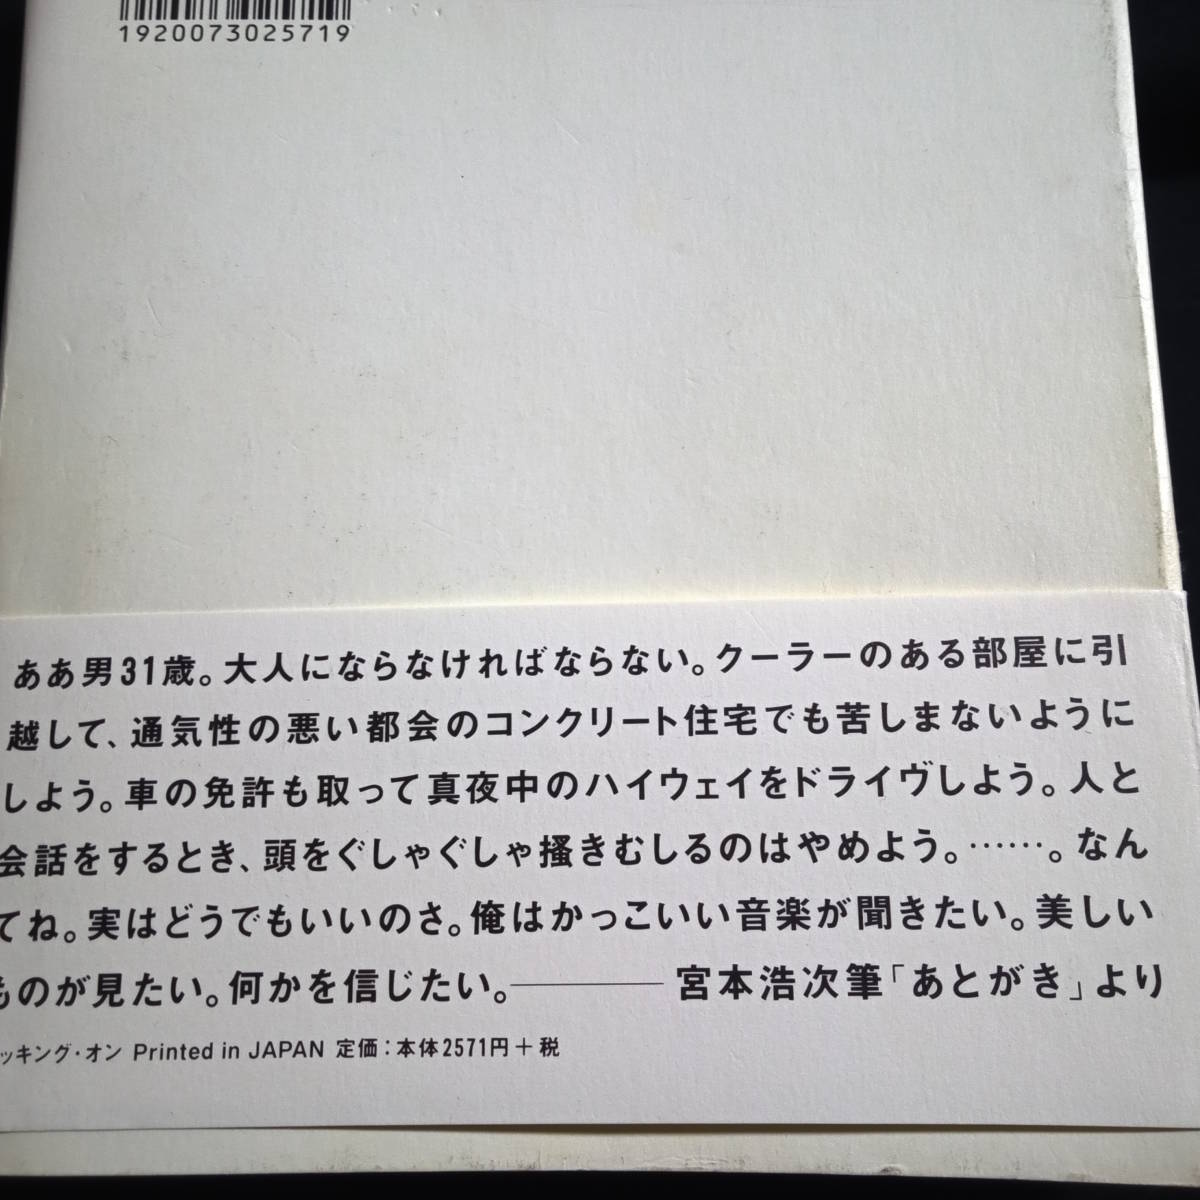 1920073025719
ああ男31歳。大人にならなければならない。クーラーのある部屋に引
越して、通気性の悪い都会のコンクリート住宅でも苦しまないように
しよう。車の免許も取って真夜中のハイウェイをドライヴしよう。人と
会話をするとき、頭をぐしゃぐしゃ掻きむしるのはやめよう。……。なん
てね。実はどうでもいいのさ。俺はかっこいい音楽が聞きたい。美しい
ものが見たい。何かを信じたい。――宮本浩次筆「あとがき」より
ッキング・オン Printed in JAPAN 定価：本体2571円＋税